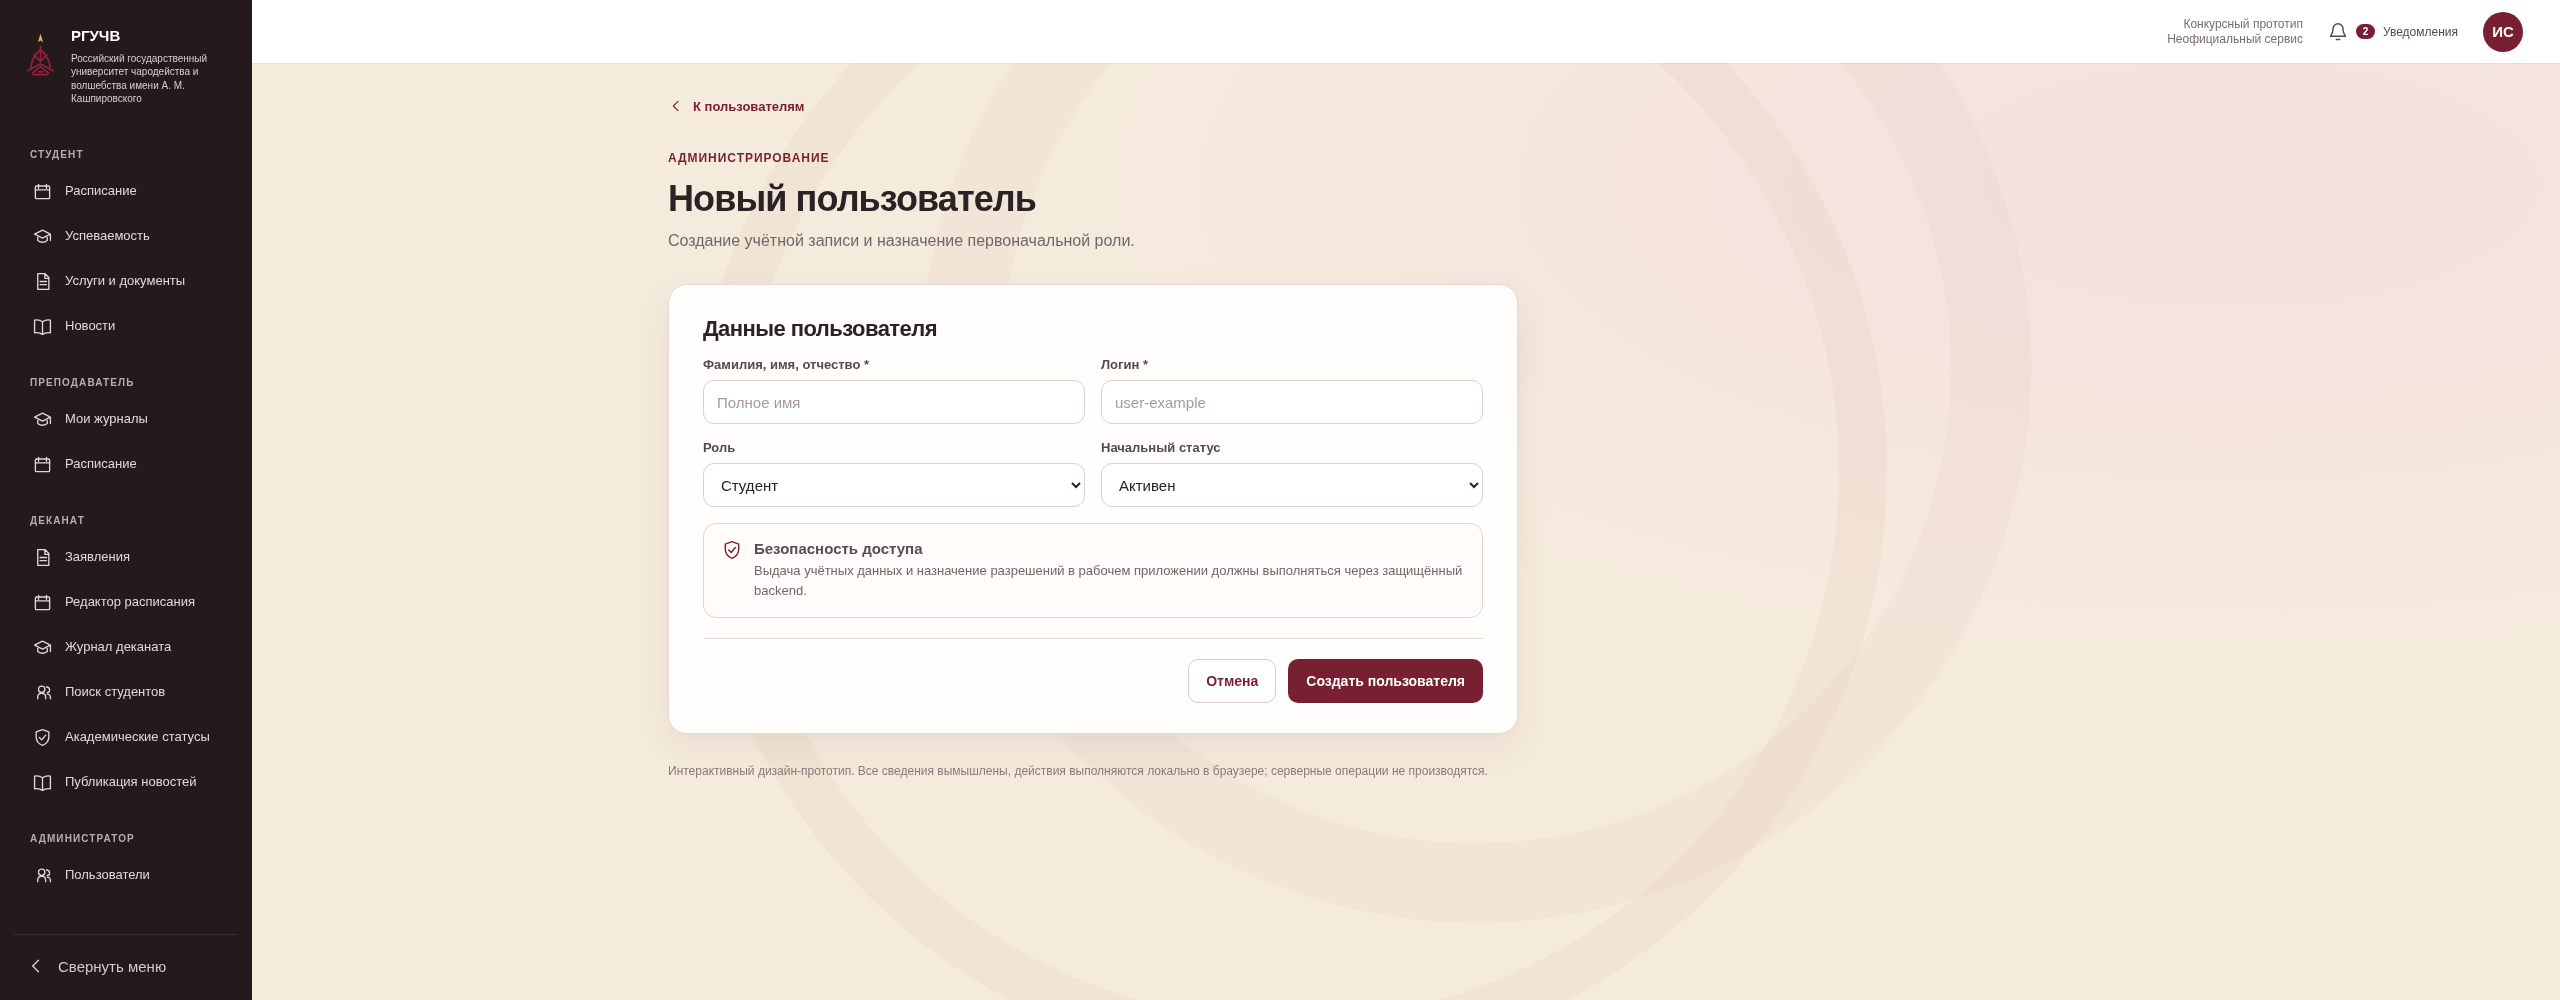 РГУЧВ
Российский государственный
университет чародейства и
волшебства имени А. М.
Кашпировского
СТУДЕНТ
Расписание
Успеваемость
Услуги и документы
Новости
ПРЕПОДАВАТЕЛЬ
Мои журналы
Расписание
ДЕКАНАТ
Заявления
Редактор расписания
Журнал деканата
Поиск студентов
Академические статусы
Публикация новостей
АДМИНИСТРАТОР
Пользователи
Свернуть меню
Конкурсный прототип
Неофициальный сервис
2 Уведомления
ИС
К пользователям
АДМИНИСТРИРОВАНИЕ
Новый пользователь
Создание учётной записи и назначение первоначальной роли.
Данные пользователя
Фамилия, имя, отчество *
Полное имя
Логин *
user-example
Роль
Студент
Начальный статус
Активен
Безопасность доступа
Выдача учётных данных и назначение разрешений в рабочем приложении должны выполняться через защищённый
backend.
Отмена
Создать пользователя
Интерактивный дизайн-прототип. Все сведения вымышлены, действия выполняются локально в браузере; серверные операции не производятся.